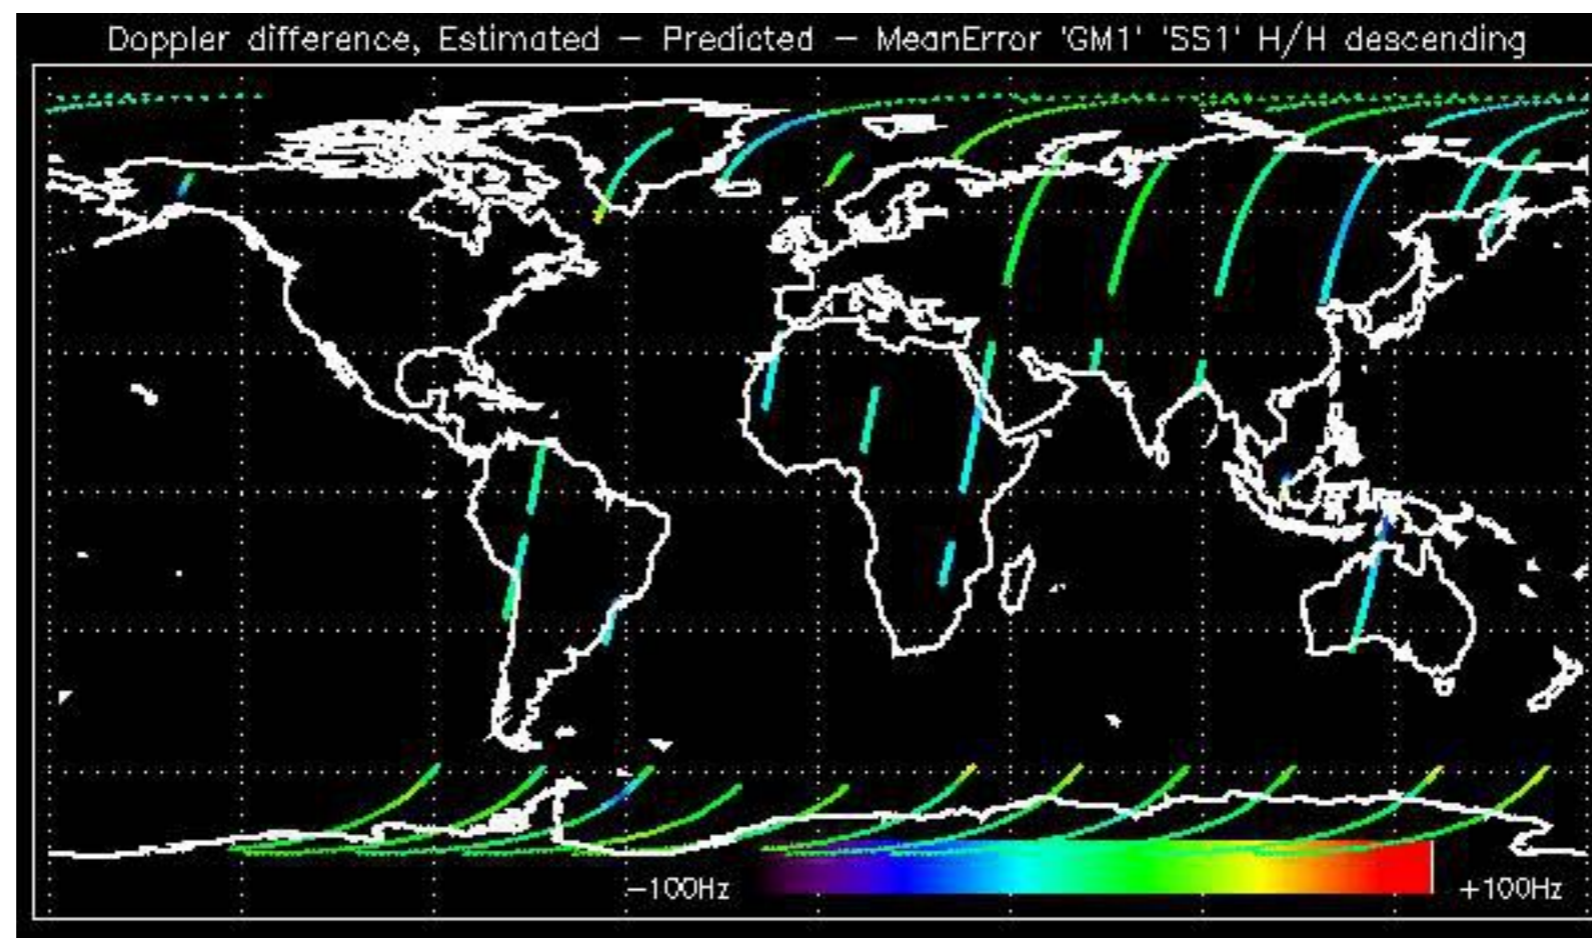 Doppler difference, Estimated – Predicted – MeanError 'GM1' 'SS1' H/H descending
−100Hz +100Hz